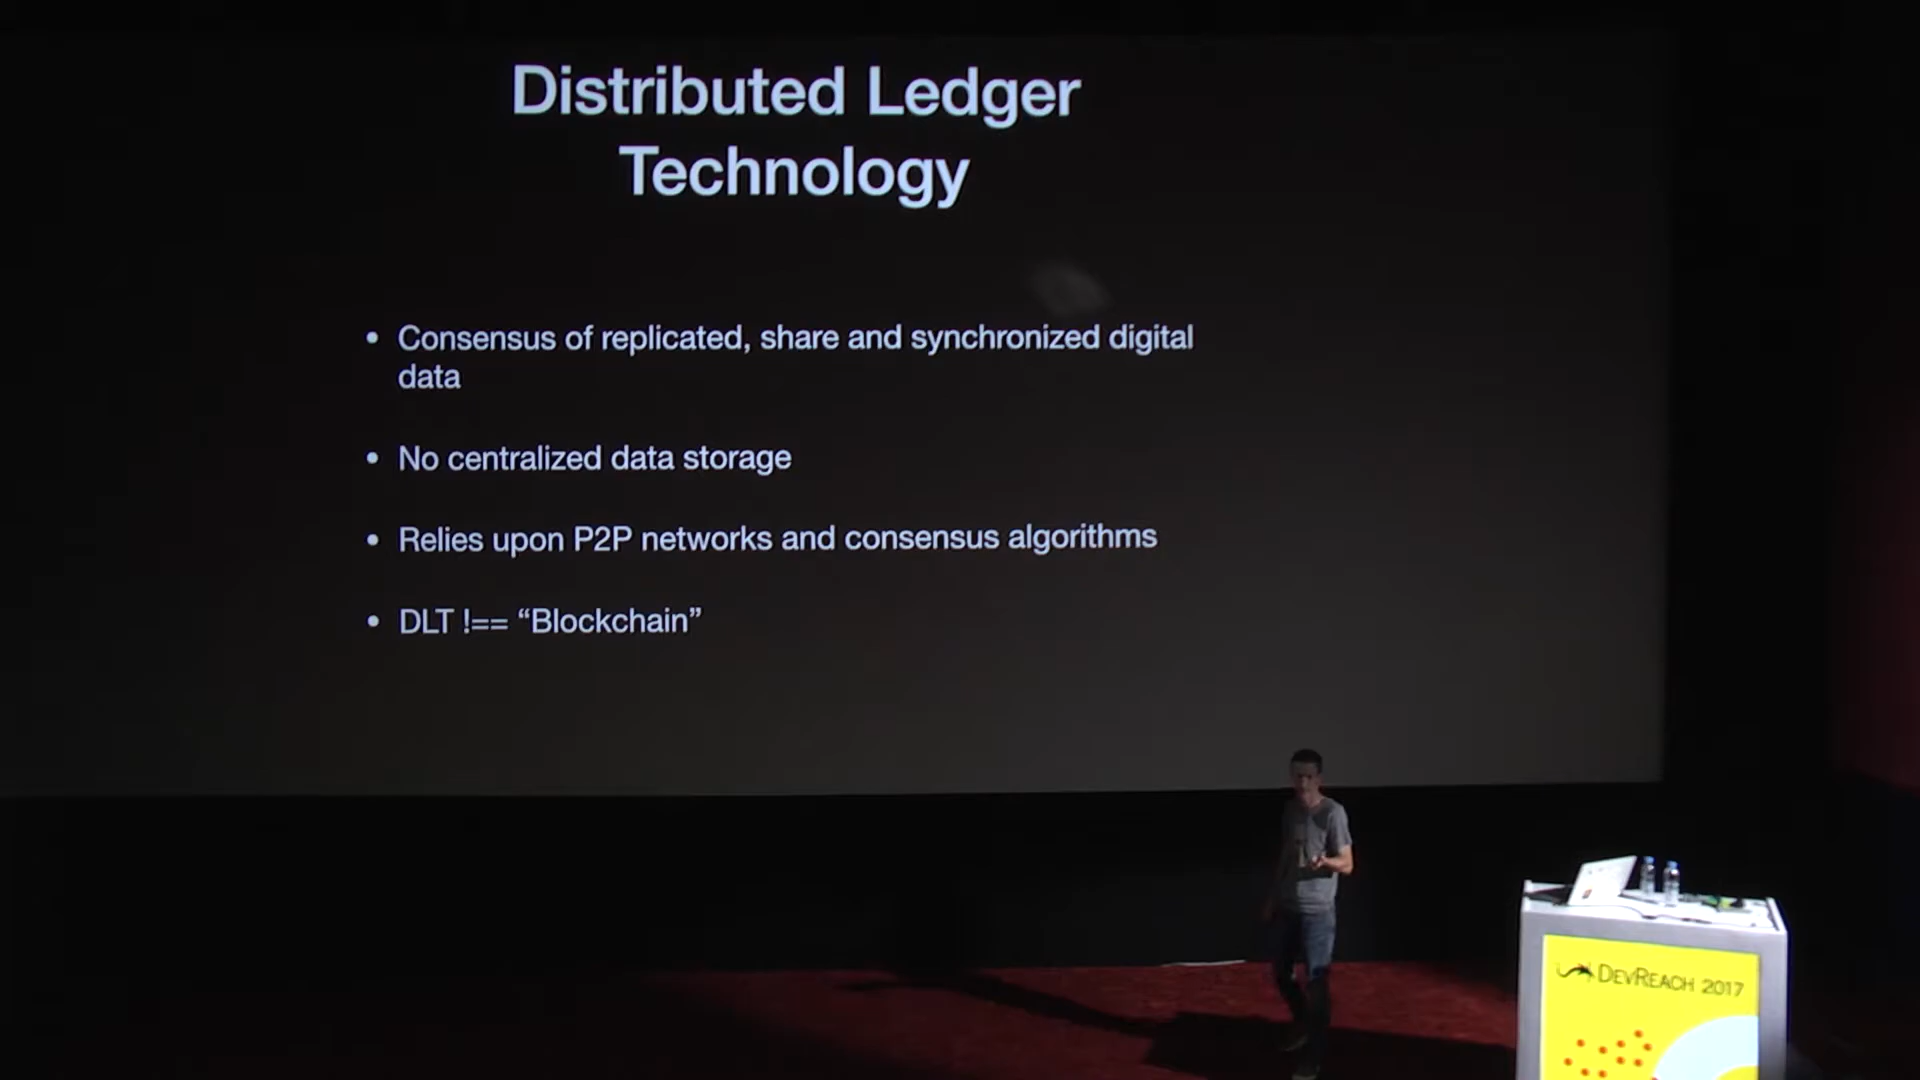 Distributed Ledger
Technology
• Consensus of replicated, share and synchronized digital
data
• No centralized data storage
• Relies upon P2P networks and consensus algorithms
• DLT !== “Blockchain”
DEVREACH 2017